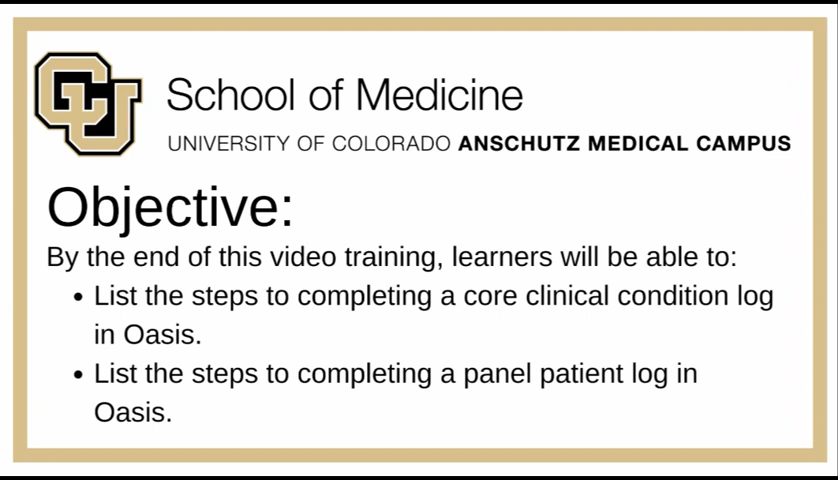 CU
School of Medicine
UNIVERSITY OF COLORADO ANSCHUTZ MEDICAL CAMPUS
Objective:
By the end of this video training, learners will be able to:
• List the steps to completing a core clinical condition log
in Oasis.
• List the steps to completing a panel patient log in
Oasis.